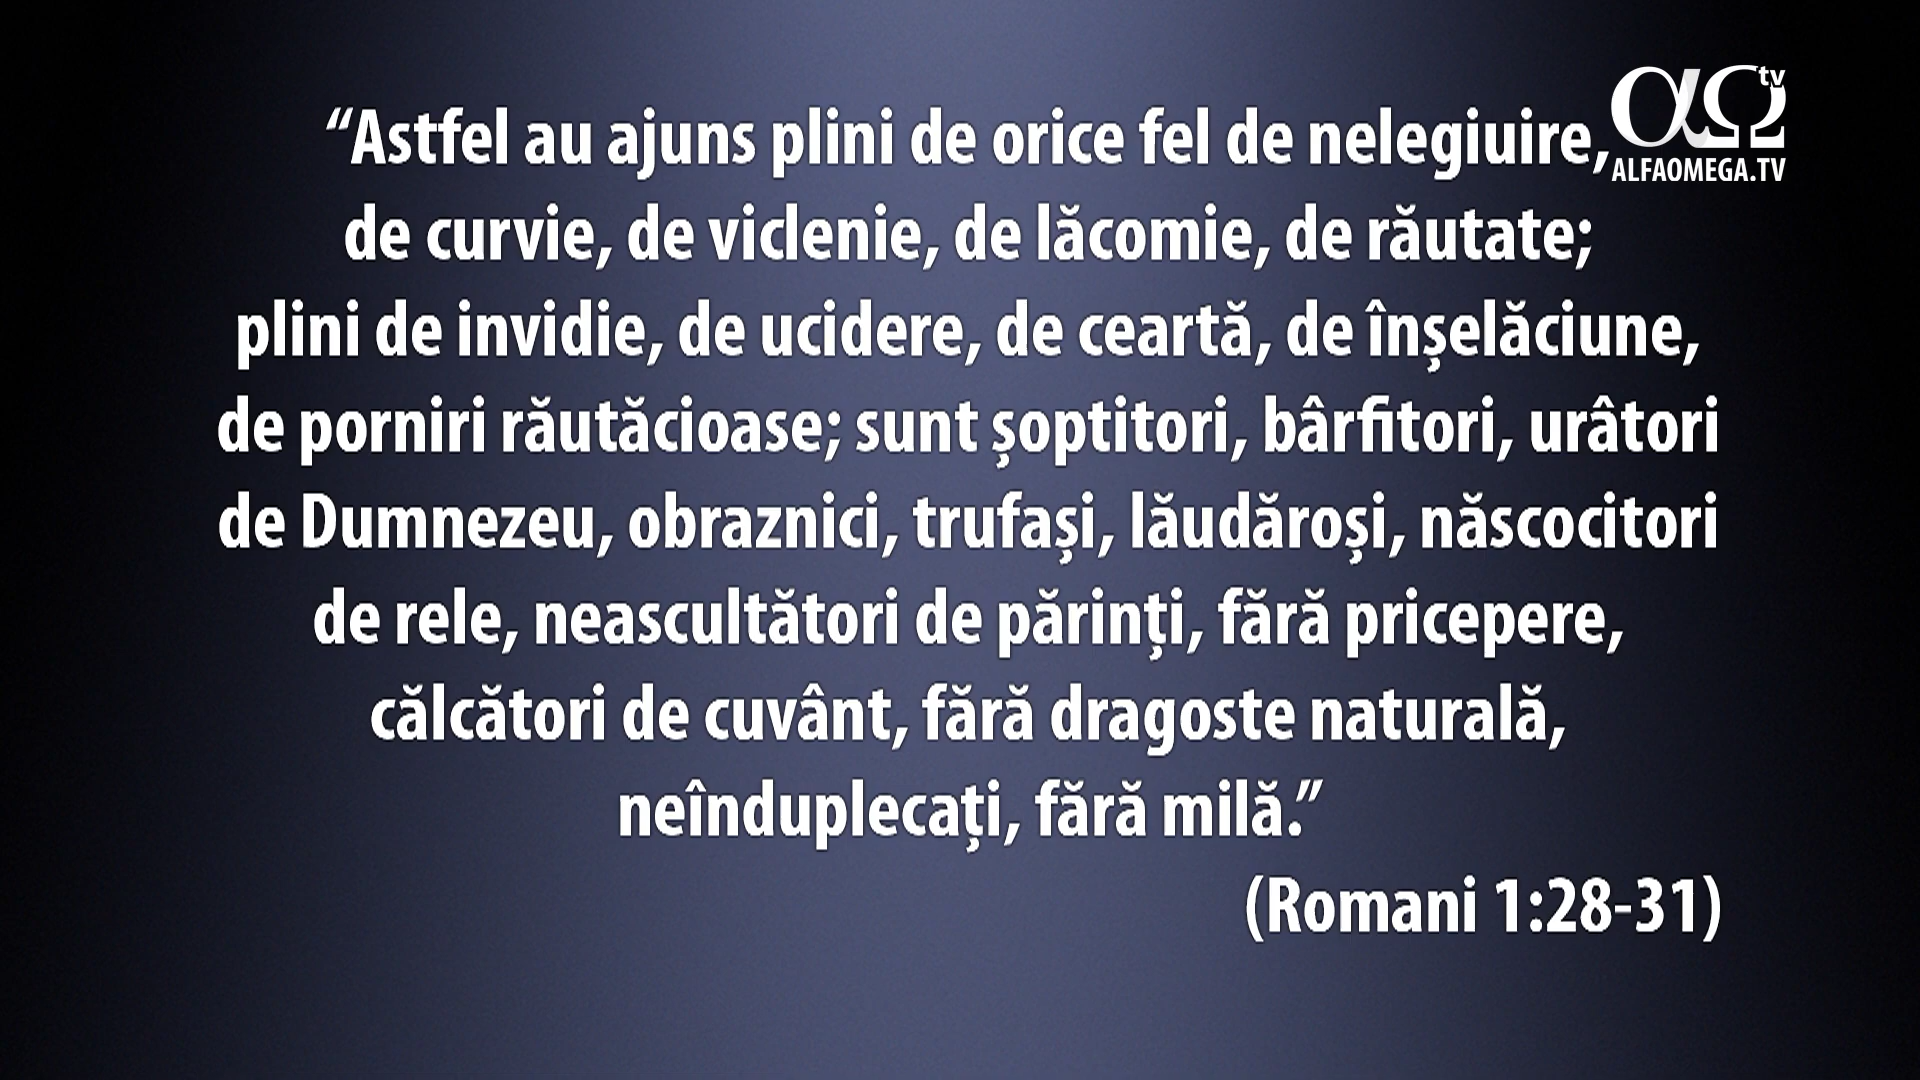 “Astfel au ajuns plini de orice fel de nelegiuire,
de curvie, de viclenie, de lăcomie, de răutate;
plini de invidie, de ucidere, de ceartă, de înșelăciune,
de porniri răutăcioase; sunt șoptitori, bârfitori, urâtori
de Dumnezeu, obraznici, trufași, lăudăroși, născocitori
de rele, neascultători de părinți, fără pricepere,
călcători de cuvânt, fără dragoste naturală,
neînduplecați, fără milă.”
(Romani 1:28-31)
αΩ tv
ALFAOMEGA.TV